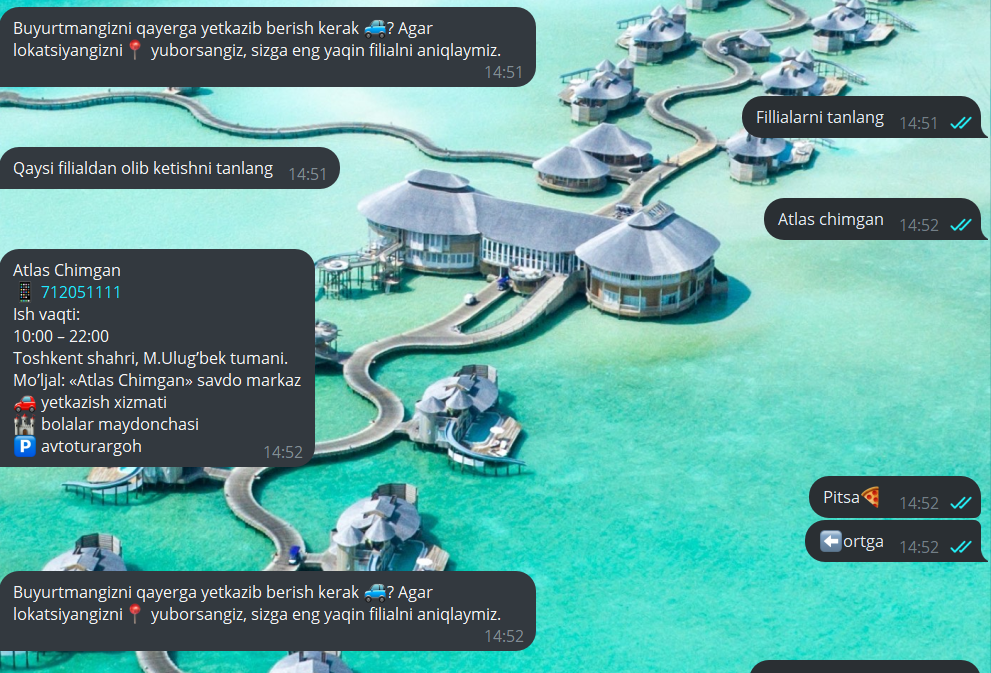 Buyurtmangizni qayerga yetkazib berish kerak 🚙? Agar
lokatsiyangizni📍 yuborsangiz, sizga eng yaqin filialni aniqlaymiz.
14:51
Fillialarni tanlang 14:51
Qaysi filialdan olib ketishni tanlang 14:51
Atlas chimgan 14:52
Atlas Chimgan
📱 712051111
Ish vaqti:
10:00 – 22:00
Toshkent shahri, M.Ulug‘bek tumani.
Mo‘ljal: «Atlas Chimgan» savdo markaz
🚗 yetkazish xizmati
🏰 bolalar maydonchasi
🅿️ avtoturargoh 14:52
Pitsa🍕 14:52
⬅️ortga 14:52
Buyurtmangizni qayerga yetkazib berish kerak 🚙? Agar
lokatsiyangizni📍 yuborsangiz, sizga eng yaqin filialni aniqlaymiz.
14:52